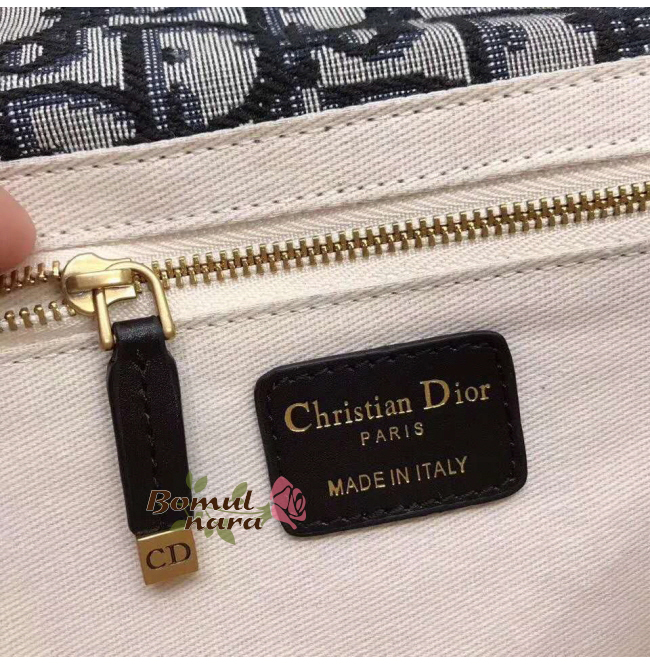 Christian Dior
PARIS
MADE IN ITALY
Bomul
nara
CD